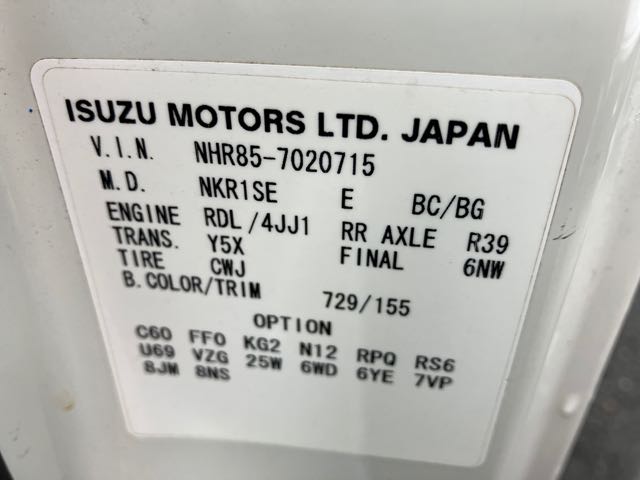 ISUZU MOTORS LTD. JAPAN
V.I.N. NHR85-7020715
M.D. NKR1SE E BC/BG
ENGINE RDL/4JJ1 RR AXLE R39
TRANS. Y5X FINAL 6NW
TIRE CWJ
B.COLOR/TRIM 729/155
OPTION
C60 FF0 KG2 N12 RPQ RS6
U69 VZG 25W 6WD 6YE 7VP
8JM 8NS